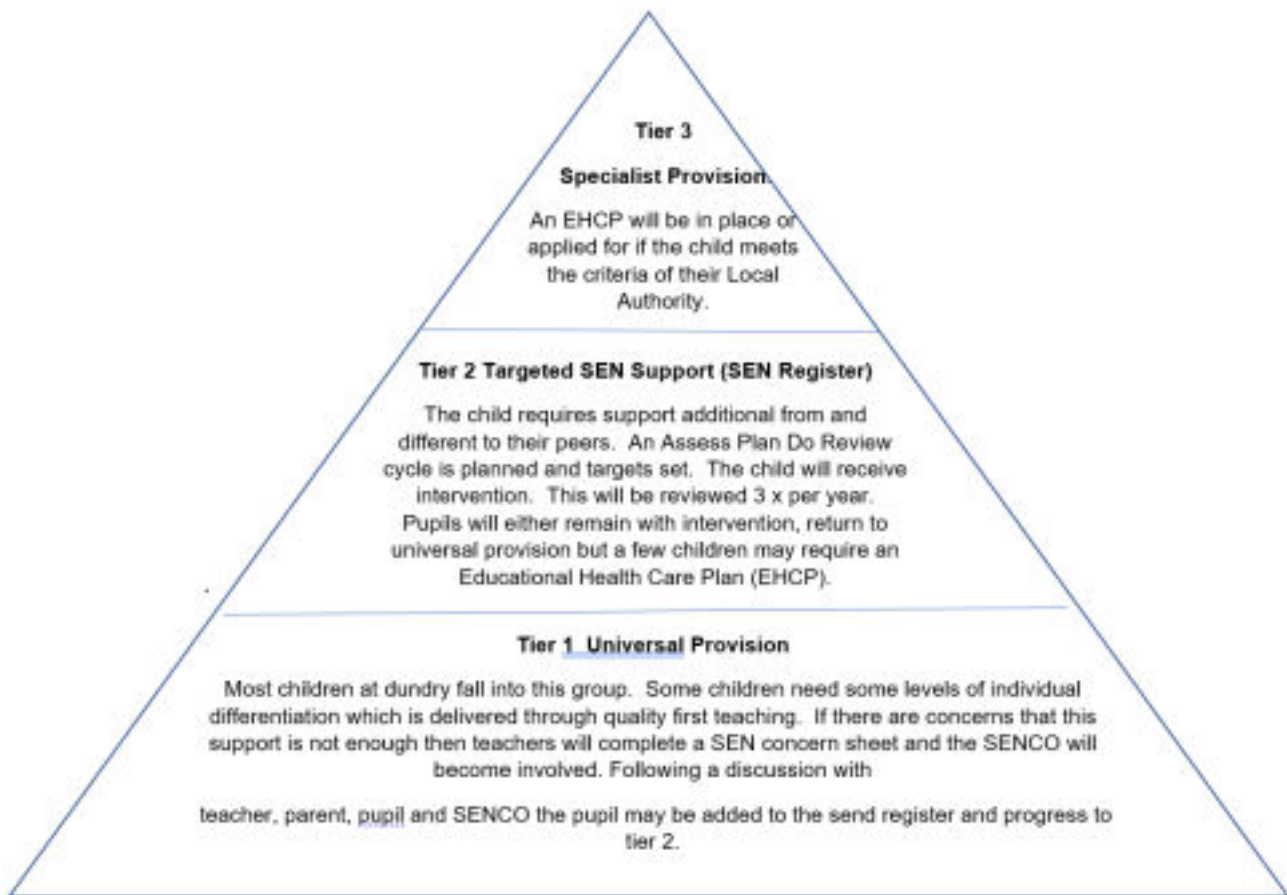 Tier 3
Specialist Provision.
An EHCP will be in place or
applied for if the child meets
the criteria of their Local
Authority.
Tier 2 Targeted SEN Support (SEN Register)
The child requires support additional from and
different to their peers.  An Assess Plan Do Review
cycle is planned and targets set.  The child will receive
intervention.  This will be reviewed 3 x per year.
Pupils will either remain with intervention, return to
universal provision but a few children may require an
Educational Health Care Plan (EHCP).
Tier 1  Universal Provision
Most children at dundry fall into this group.  Some children need some levels of individual
differentiation which is delivered through quality first teaching.  If there are concerns that this
support is not enough then teachers will complete a SEN concern sheet and the SENCO will
become involved. Following a discussion with
teacher, parent, pupil and SENCO the pupil may be added to the send register and progress to
tier 2.